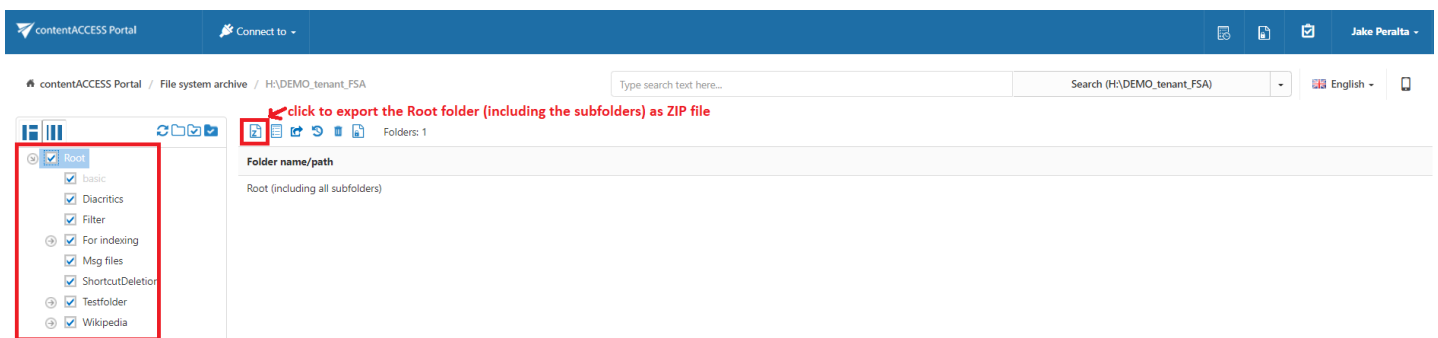 contentACCESS Portal Connect to Jake Peralta
contentACCESS Portal / File system archive / H:\DEMO_tenant_FSA Type search text here... Search (H:\DEMO_tenant_FSA) English
click to export the Root folder (including the subfolders) as ZIP file
Folders: 1
Root
Folder name/path
basic
Root (including all subfolders)
Diacritics
Filter
For indexing
Msg files
ShortcutDeletion
Testfolder
Wikipedia